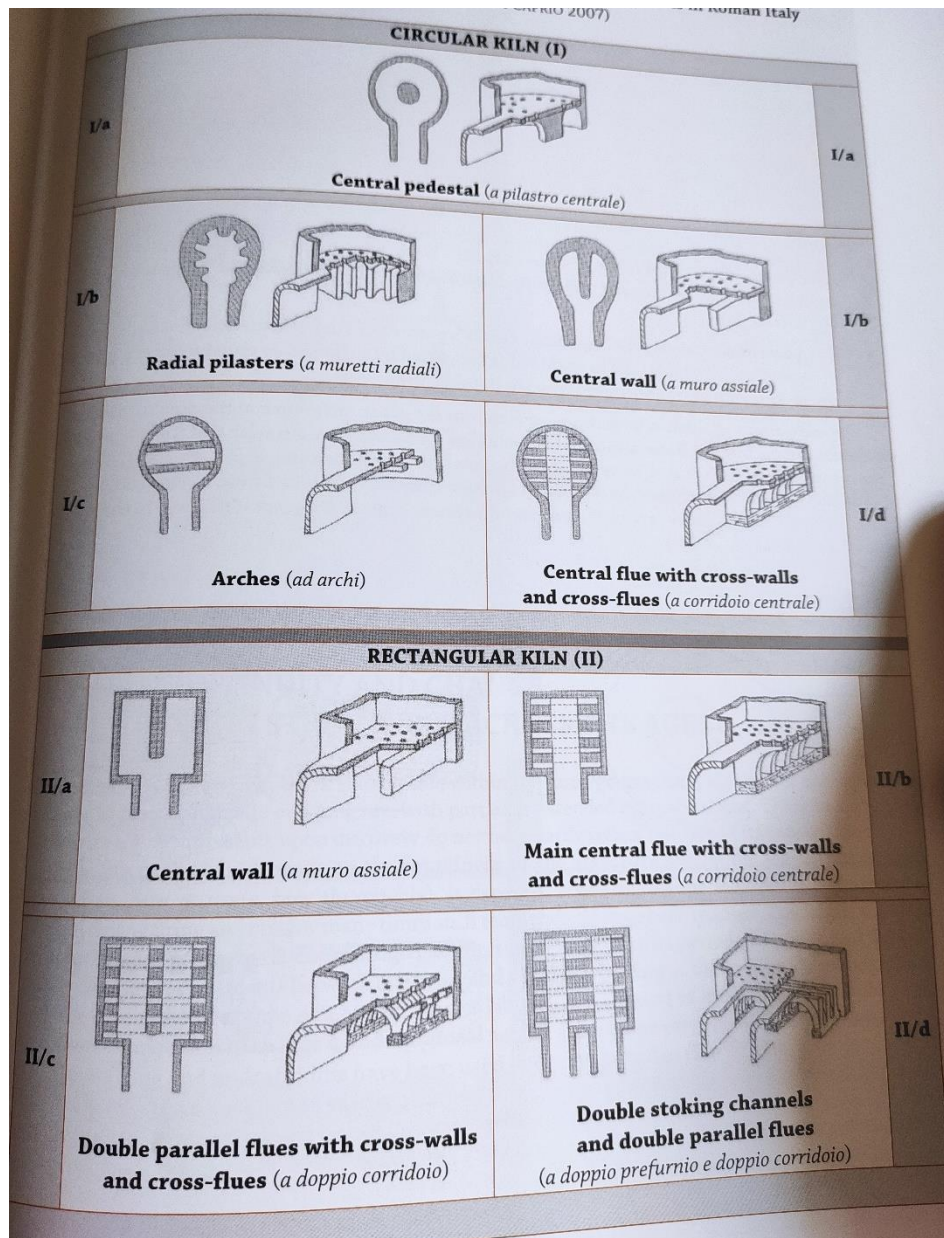 2007)
Roman Italy
CIRCULAR KILN (I)
I/a
I/a
Central pedestal (a pilastro centrale)
I/b
I/b
Radial pilasters (a muretti radiali)
Central wall (a muro assiale)
I/c
I/d
Arches (ad archi)
Central flue with cross-walls
and cross-flues (a corridoio centrale)
RECTANGULAR KILN (II)
II/a
II/b
Central wall (a muro assiale)
Main central flue with cross-walls
and cross-flues (a corridoio centrale)
II/c
II/d
Double parallel flues with cross-walls
and cross-flues (a doppio corridoio)
Double stoking channels
and double parallel flues
(a doppio prefurnio e doppio corridoio)